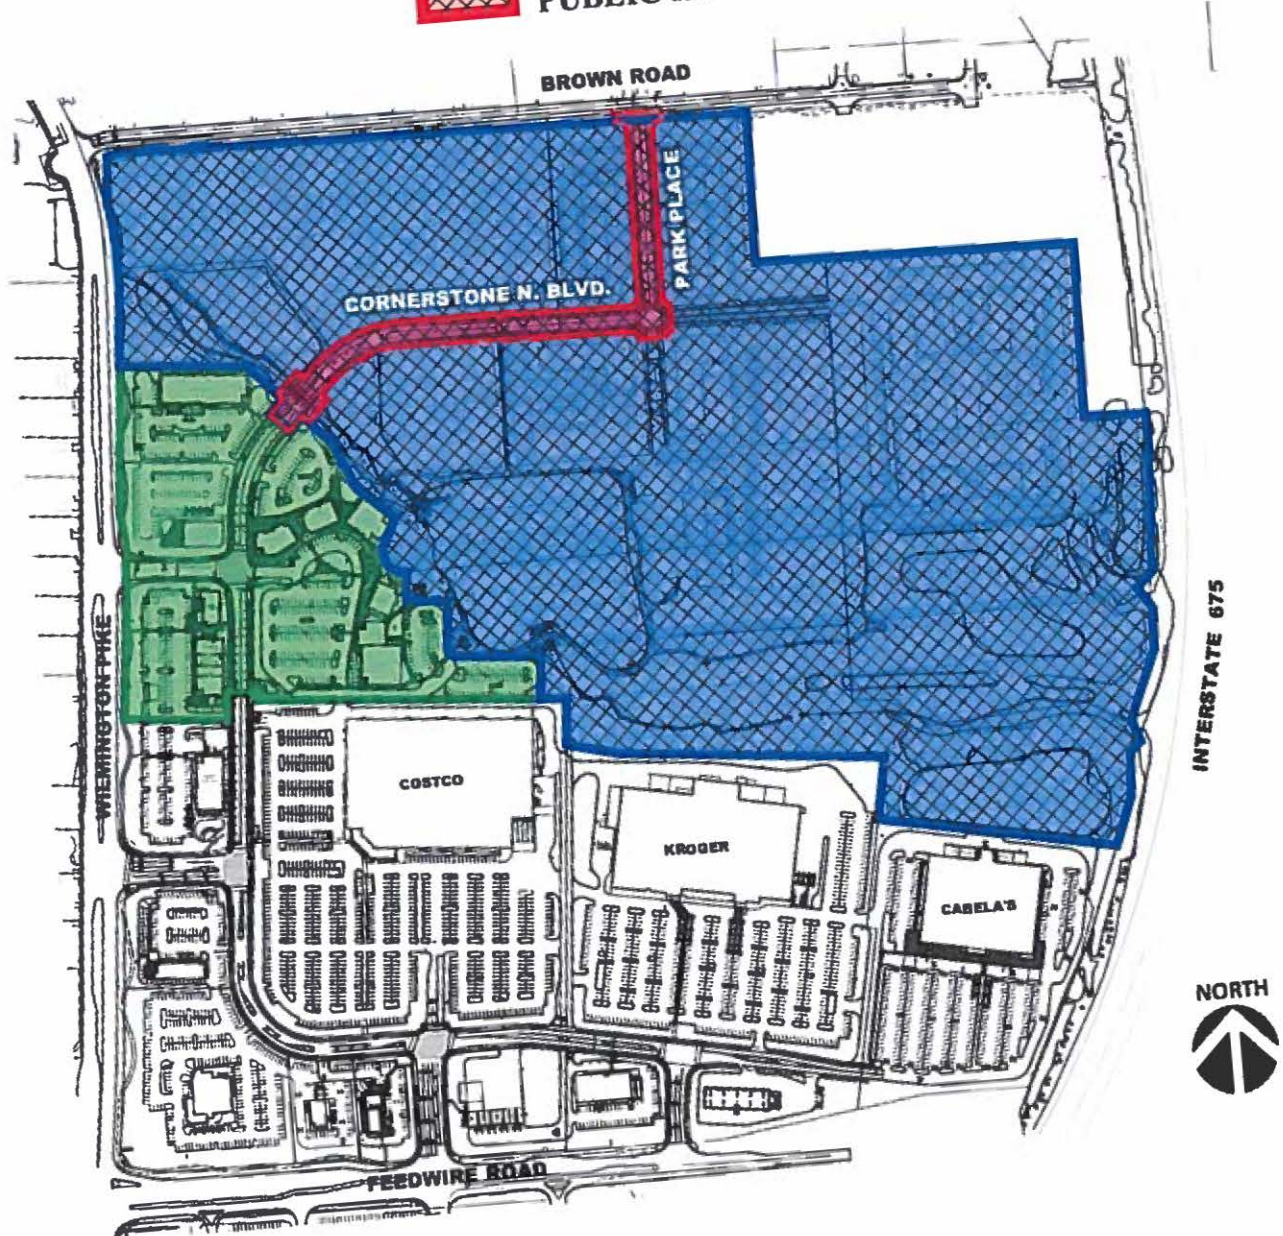 PUBLIC
BROWN ROAD
PARK PLACE
CORNERSTONE N. BLVD.
WILMINGTON PIKE
INTERSTATE 675
COSTCO
KROGER
CABELA'S
NORTH
FEEDWIRE ROAD